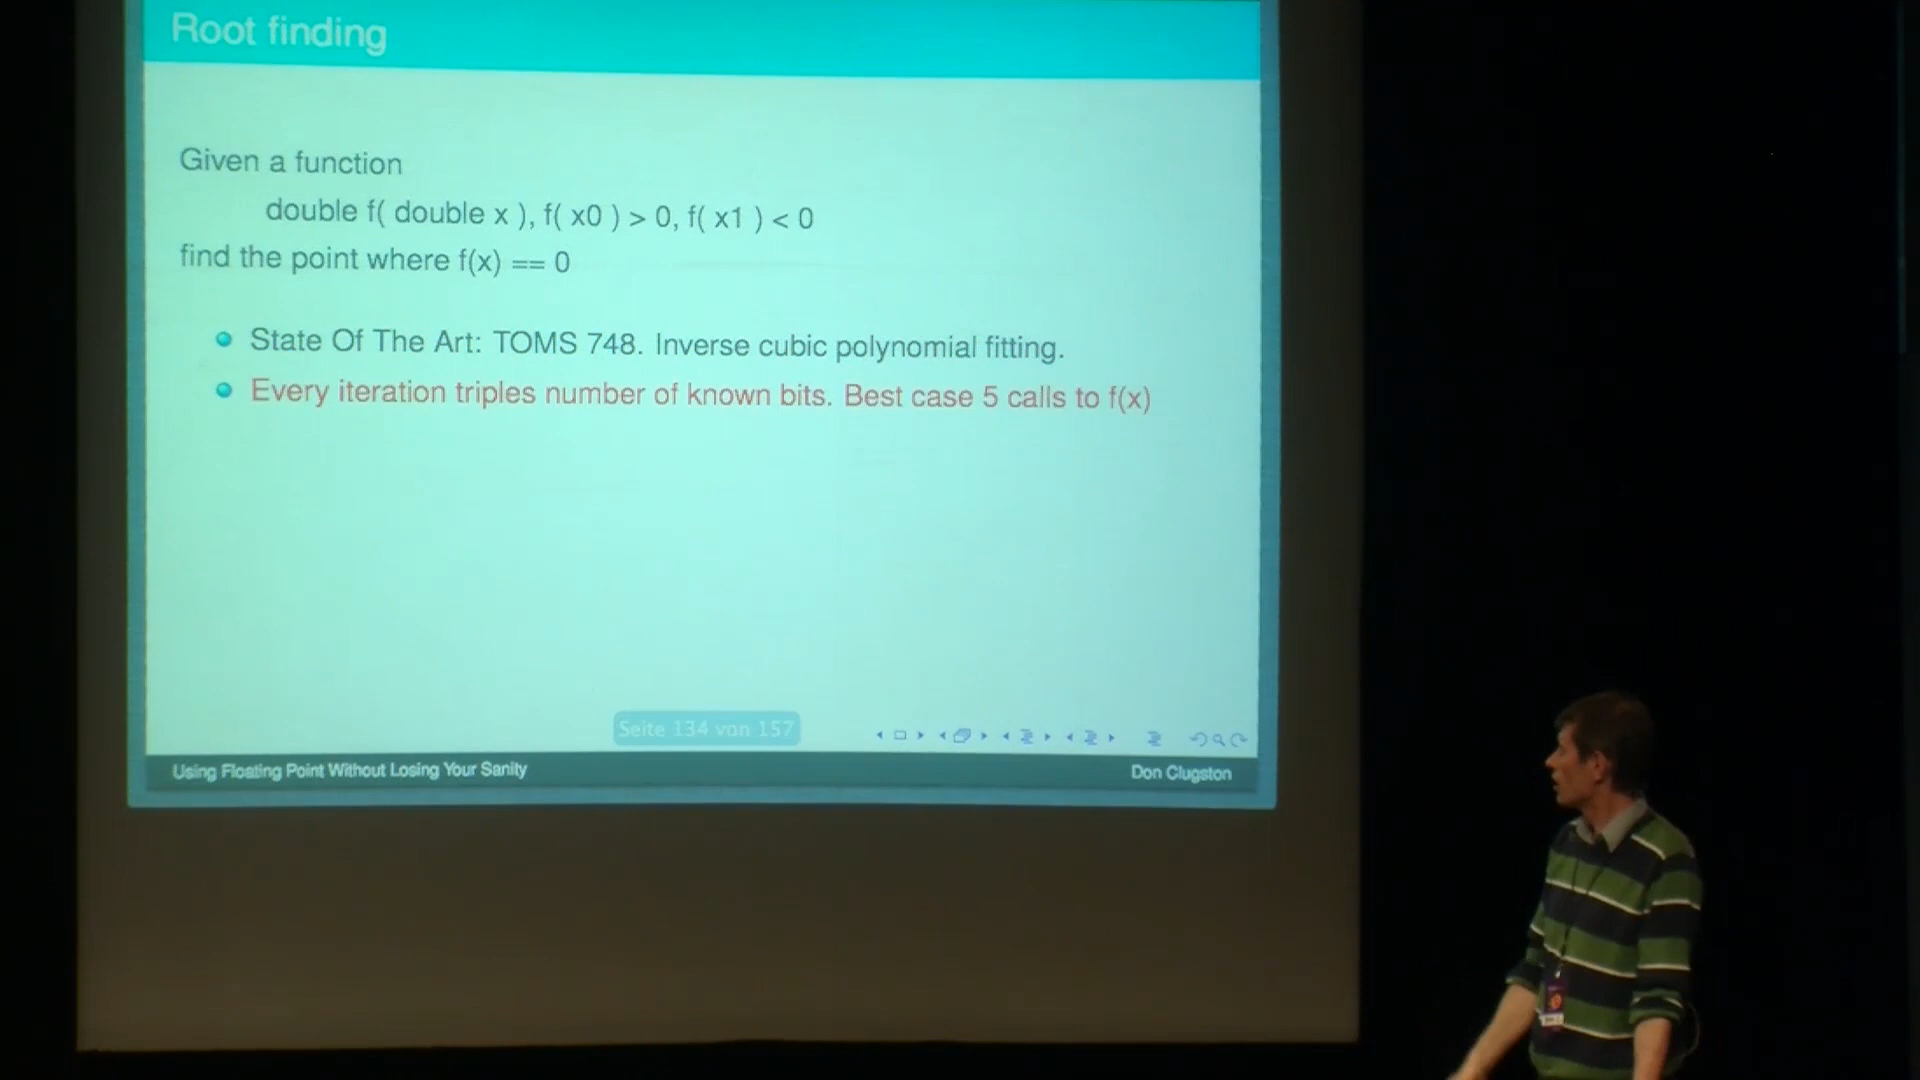 Root finding
Given a function
double f( double x ), f( x0 ) > 0, f( x1 ) < 0
find the point where f(x) == 0
State Of The Art: TOMS 748. Inverse cubic polynomial fitting.
Every iteration triples number of known bits. Best case 5 calls to f(x)
Seite 134 von 157
Using Floating Point Without Losing Your Sanity
Don Clugston